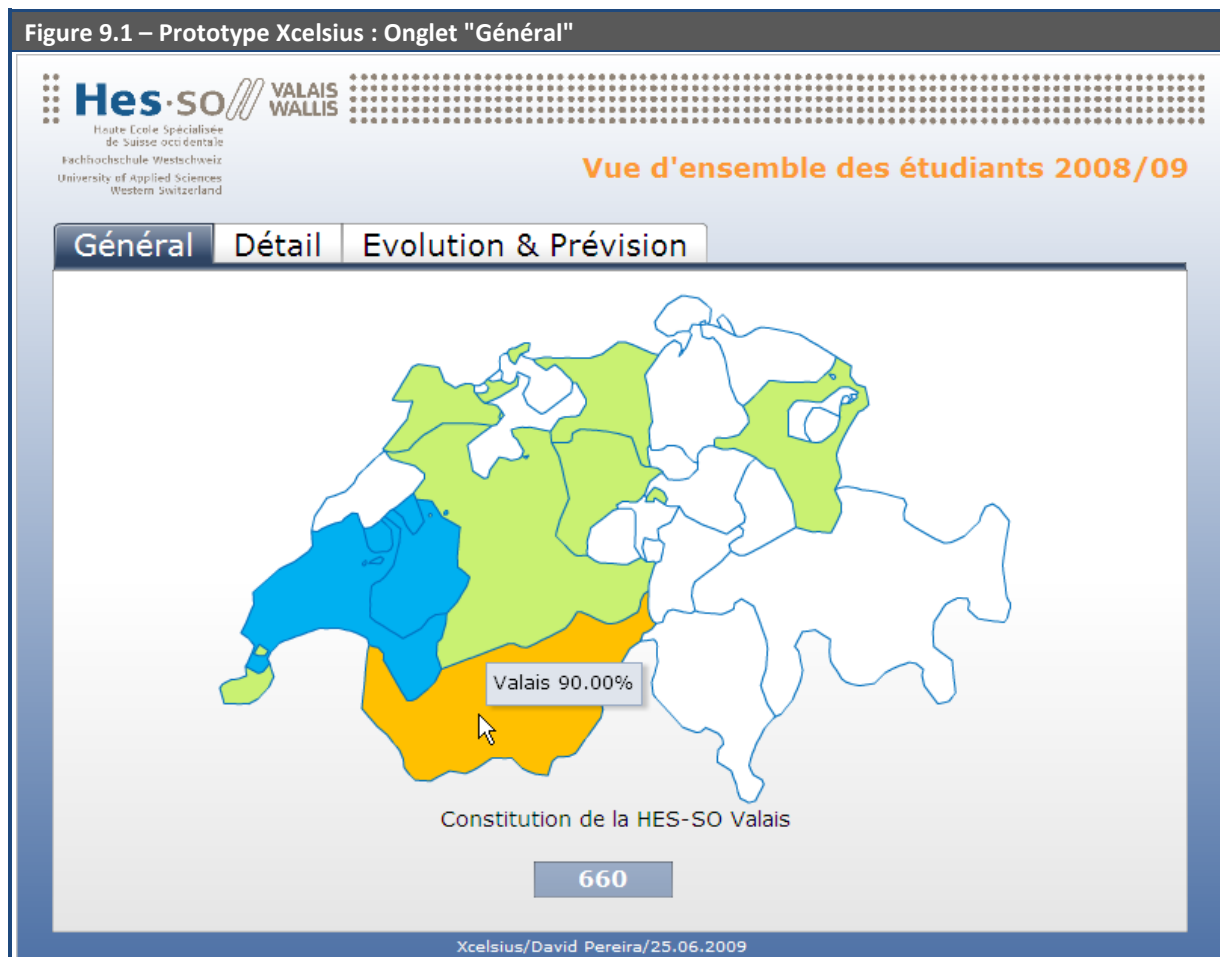 Figure 9.1 – Prototype Xcelsius : Onglet "Général"
Hes·so VALAIS WALLIS
Haute Ecole Spécialisée
de Suisse occidentale
Fachhochschule Westschweiz
University of Applied Sciences
Western Switzerland
Vue d'ensemble des étudiants 2008/09
Général Détail Evolution & Prévision
Valais 90.00%
Constitution de la HES-SO Valais
660
Xcelsius/David Pereira/25.06.2009